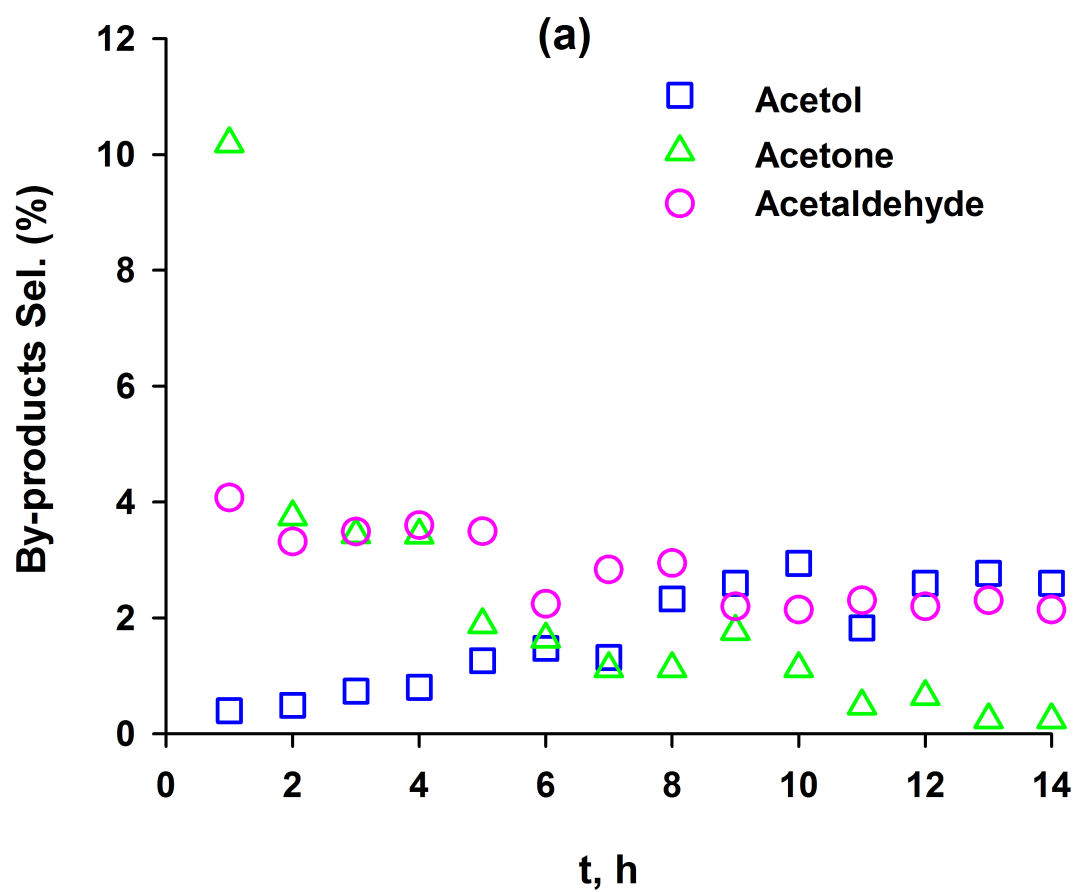 (a)
Acetol
Acetone
Acetaldehyde
By-products Sel. (%)
12
10
8
6
4
2
0
0 2 4 6 8 10 12 14
t, h